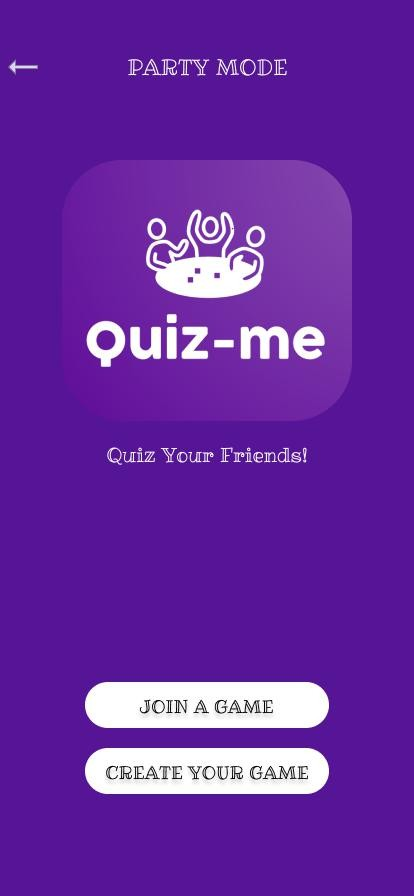 PARTY MODE
Quiz-me
Quiz Your Friends!
JOIN A GAME
CREATE YOUR GAME